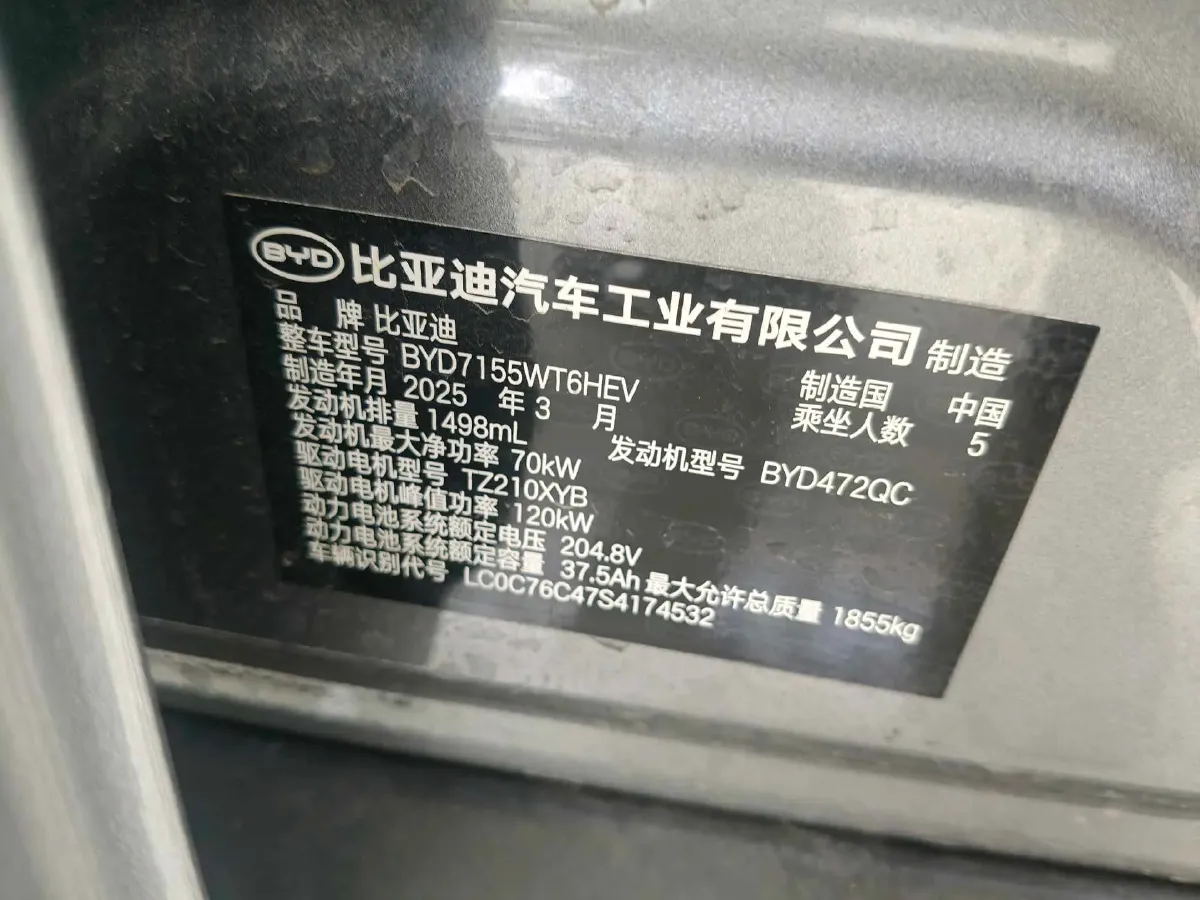 BYD 比亚迪汽车工业有限公司 制造
品 牌 比亚迪 制造国 中国
整车型号 BYD7155WT6HEV 乘坐人数 5
制造年月 2025 年 3 月
发动机排量 1498mL 发动机型号 BYD472QC
发动机最大净功率 70kW
驱动电机型号 TZ210XYB
驱动电机峰值功率 120kW
动力电池系统额定电压 204.8V
动力电池系统额定容量 37.5Ah 最大允许总质量 1855kg
车辆识别代号 LC0C76C47S4174532